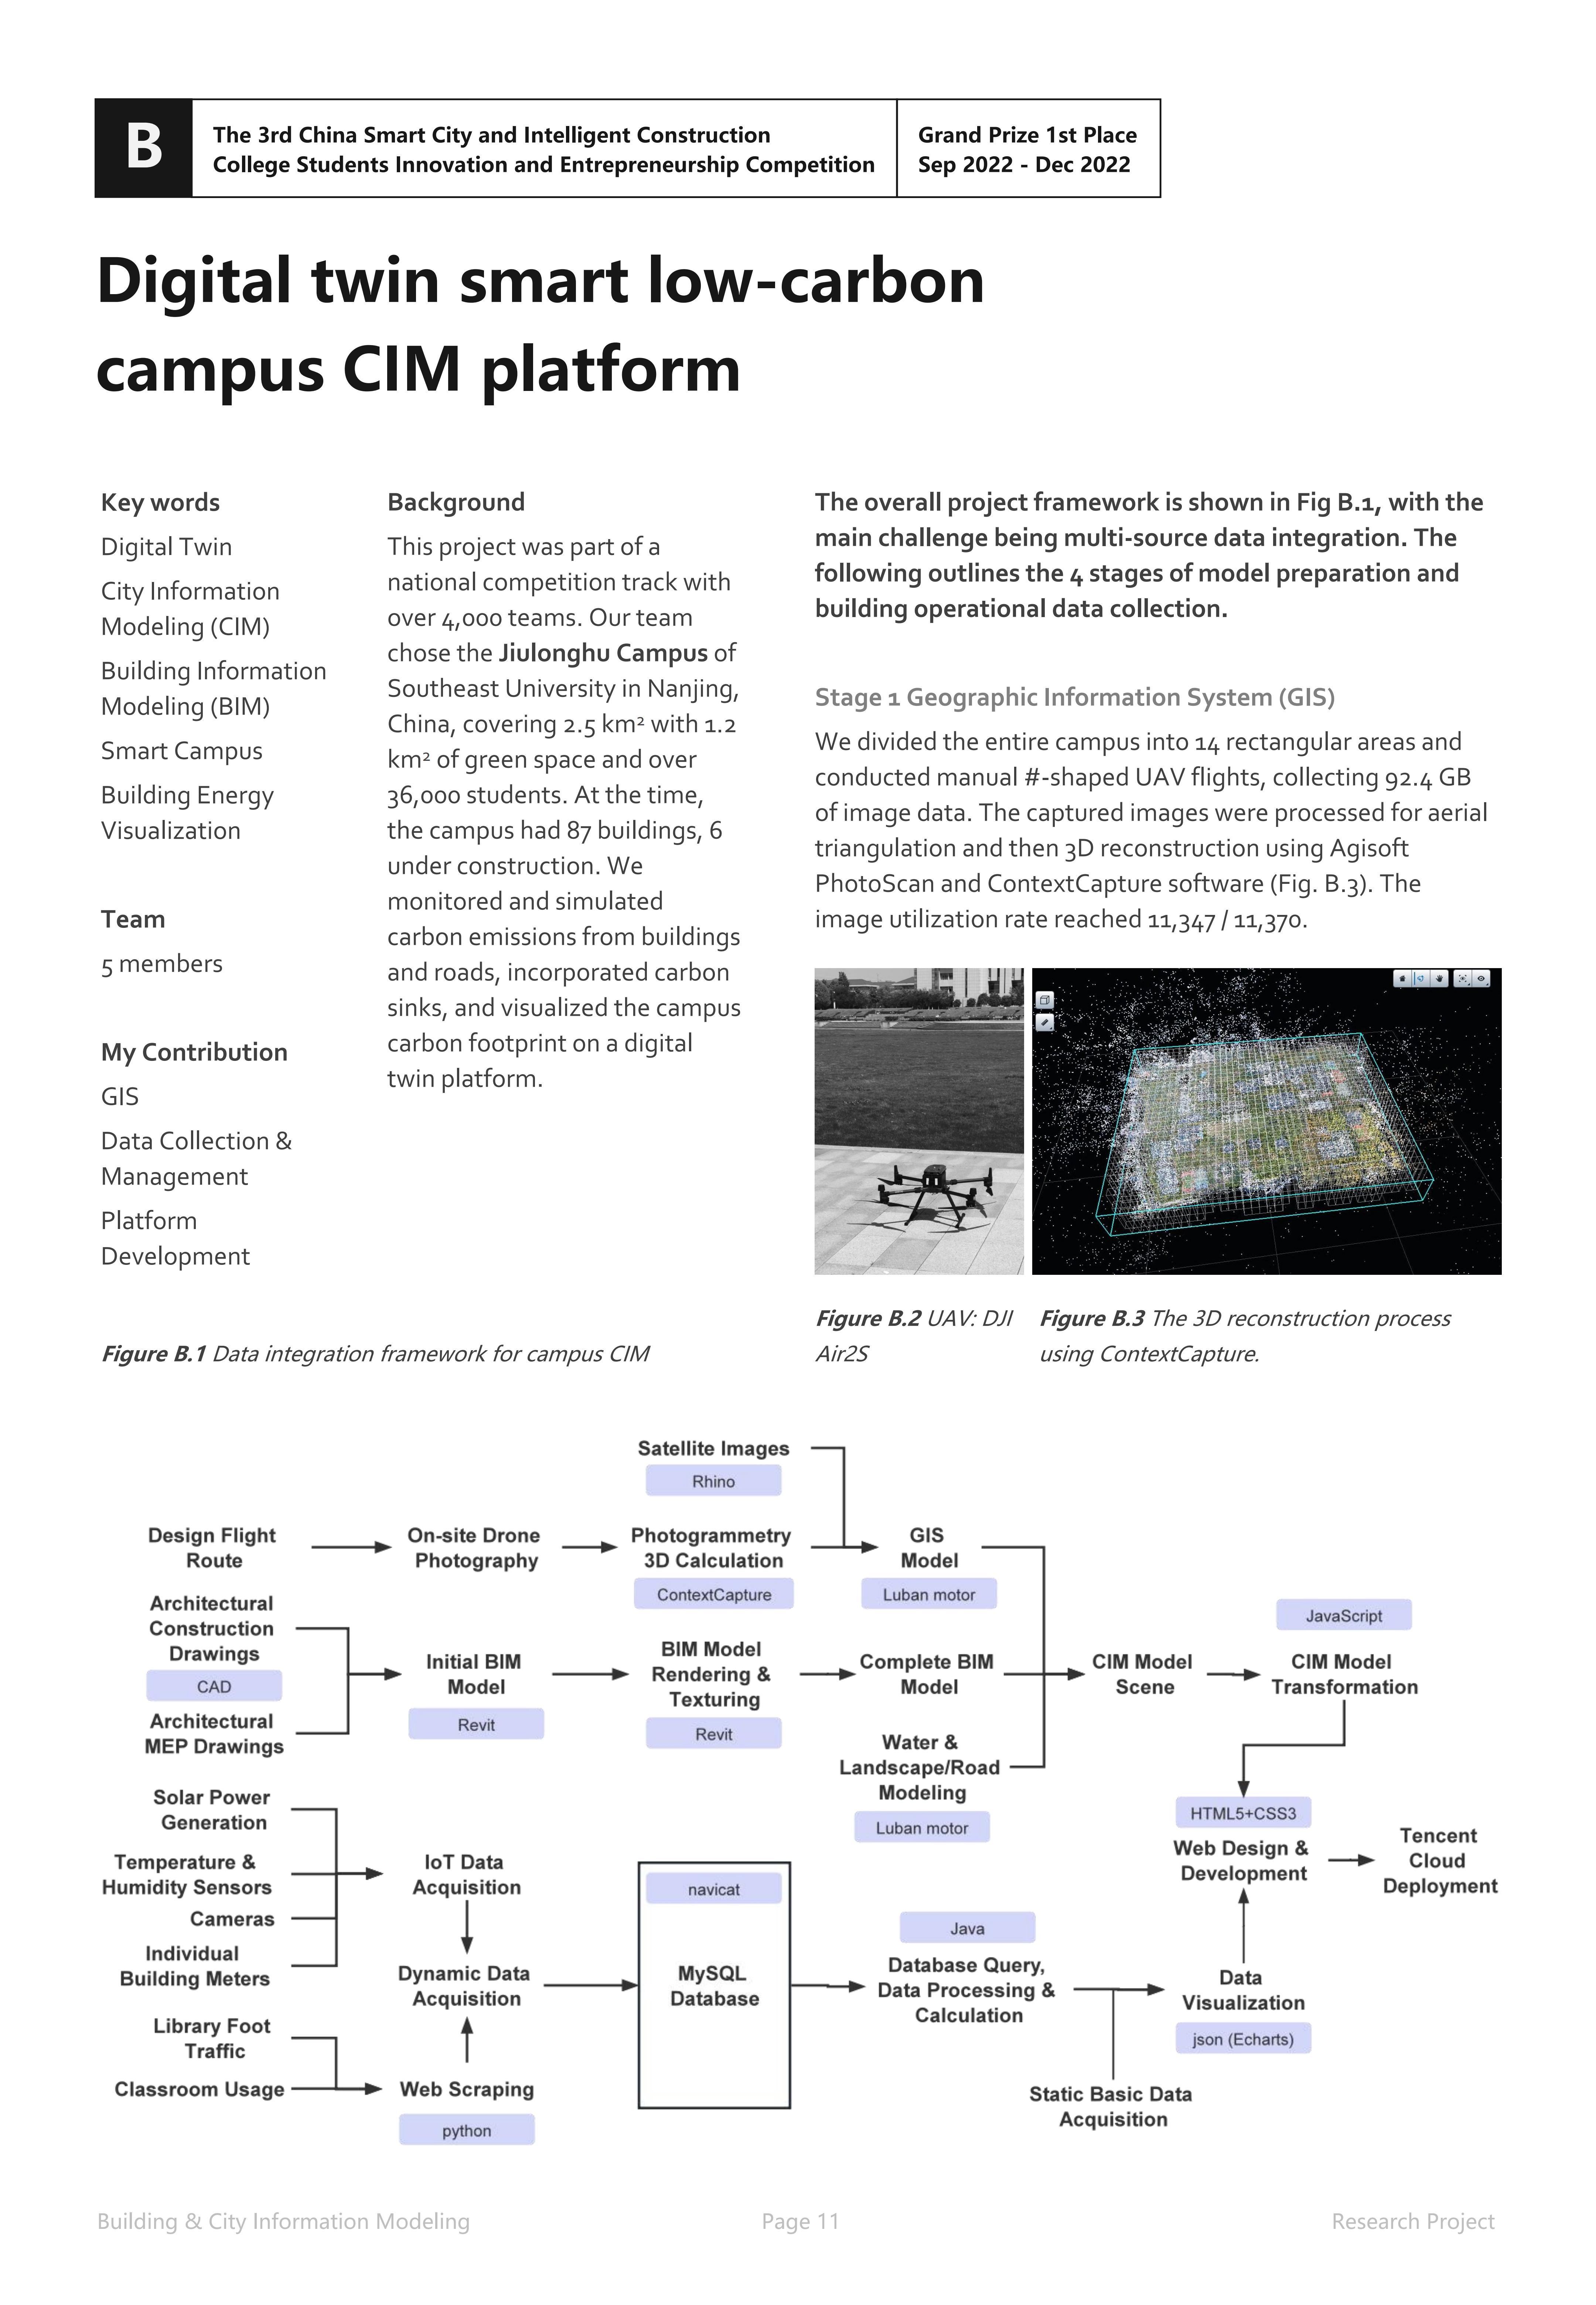 B
The 3rd China Smart City and Intelligent Construction
College Students Innovation and Entrepreneurship Competition
Grand Prize 1st Place
Sep 2022 - Dec 2022
Digital twin smart low-carbon
campus CIM platform
Key words
Digital Twin
City Information
Modeling (CIM)
Building Information
Modeling (BIM)
Smart Campus
Building Energy
Visualization
Team
5 members
My Contribution
GIS
Data Collection &
Management
Platform
Development
Background
This project was part of a
national competition track with
over 4,000 teams. Our team
chose the Jiulonghu Campus of
Southeast University in Nanjing,
China, covering 2.5 km² with 1.2
km² of green space and over
36,000 students. At the time,
the campus had 87 buildings, 6
under construction. We
monitored and simulated
carbon emissions from buildings
and roads, incorporated carbon
sinks, and visualized the campus
carbon footprint on a digital
twin platform.
The overall project framework is shown in Fig B.1, with the
main challenge being multi-source data integration. The
following outlines the 4 stages of model preparation and
building operational data collection.
Stage 1 Geographic Information System (GIS)
We divided the entire campus into 14 rectangular areas and
conducted manual #-shaped UAV flights, collecting 92.4 GB
of image data. The captured images were processed for aerial
triangulation and then 3D reconstruction using Agisoft
PhotoScan and ContextCapture software (Fig. B.3). The
image utilization rate reached 11,347 / 11,370.
Figure B.2 UAV: DJI
Air2S
Figure B.3 The 3D reconstruction process
using ContextCapture.
Figure B.1 Data integration framework for campus CIM
Satellite Images
Rhino
Design Flight
Route
On-site Drone
Photography
Photogrammetry
3D Calculation
ContextCapture
GIS
Model
Luban motor
Architectural
Construction
Drawings
CAD
Architectural
MEP Drawings
Initial BIM
Model
Revit
BIM Model
Rendering &
Texturing
Revit
Complete BIM
Model
Water &
Landscape/Road
Modeling
Luban motor
CIM Model
Scene
JavaScript
CIM Model
Transformation
Solar Power
Generation
Temperature &
Humidity Sensors
Cameras
Individual
Building Meters
Library Foot
Traffic
Classroom Usage
IoT Data
Acquisition
Dynamic Data
Acquisition
Web Scraping
python
navicat
MySQL
Database
Java
Database Query,
Data Processing &
Calculation
Static Basic Data
Acquisition
HTML5+CSS3
Web Design &
Development
Data
Visualization
json (Echarts)
Tencent
Cloud
Deployment
Building & City Information Modeling
Page 11
Research Project